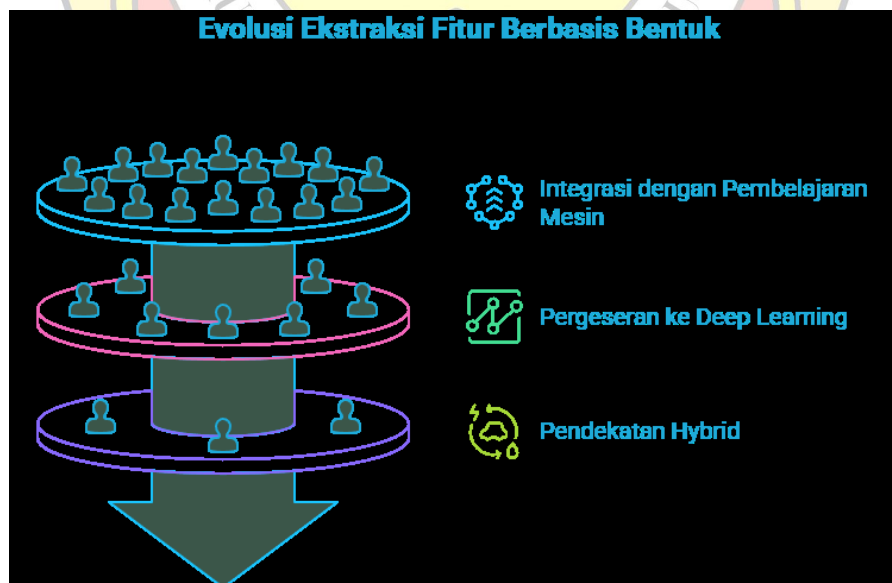 Evolusi Ekstraksi Fitur Berbasis Bentuk
Integrasi dengan Pembelajaran
Mesin
Pergeseran ke Deep Learning
Pendekatan Hybrid